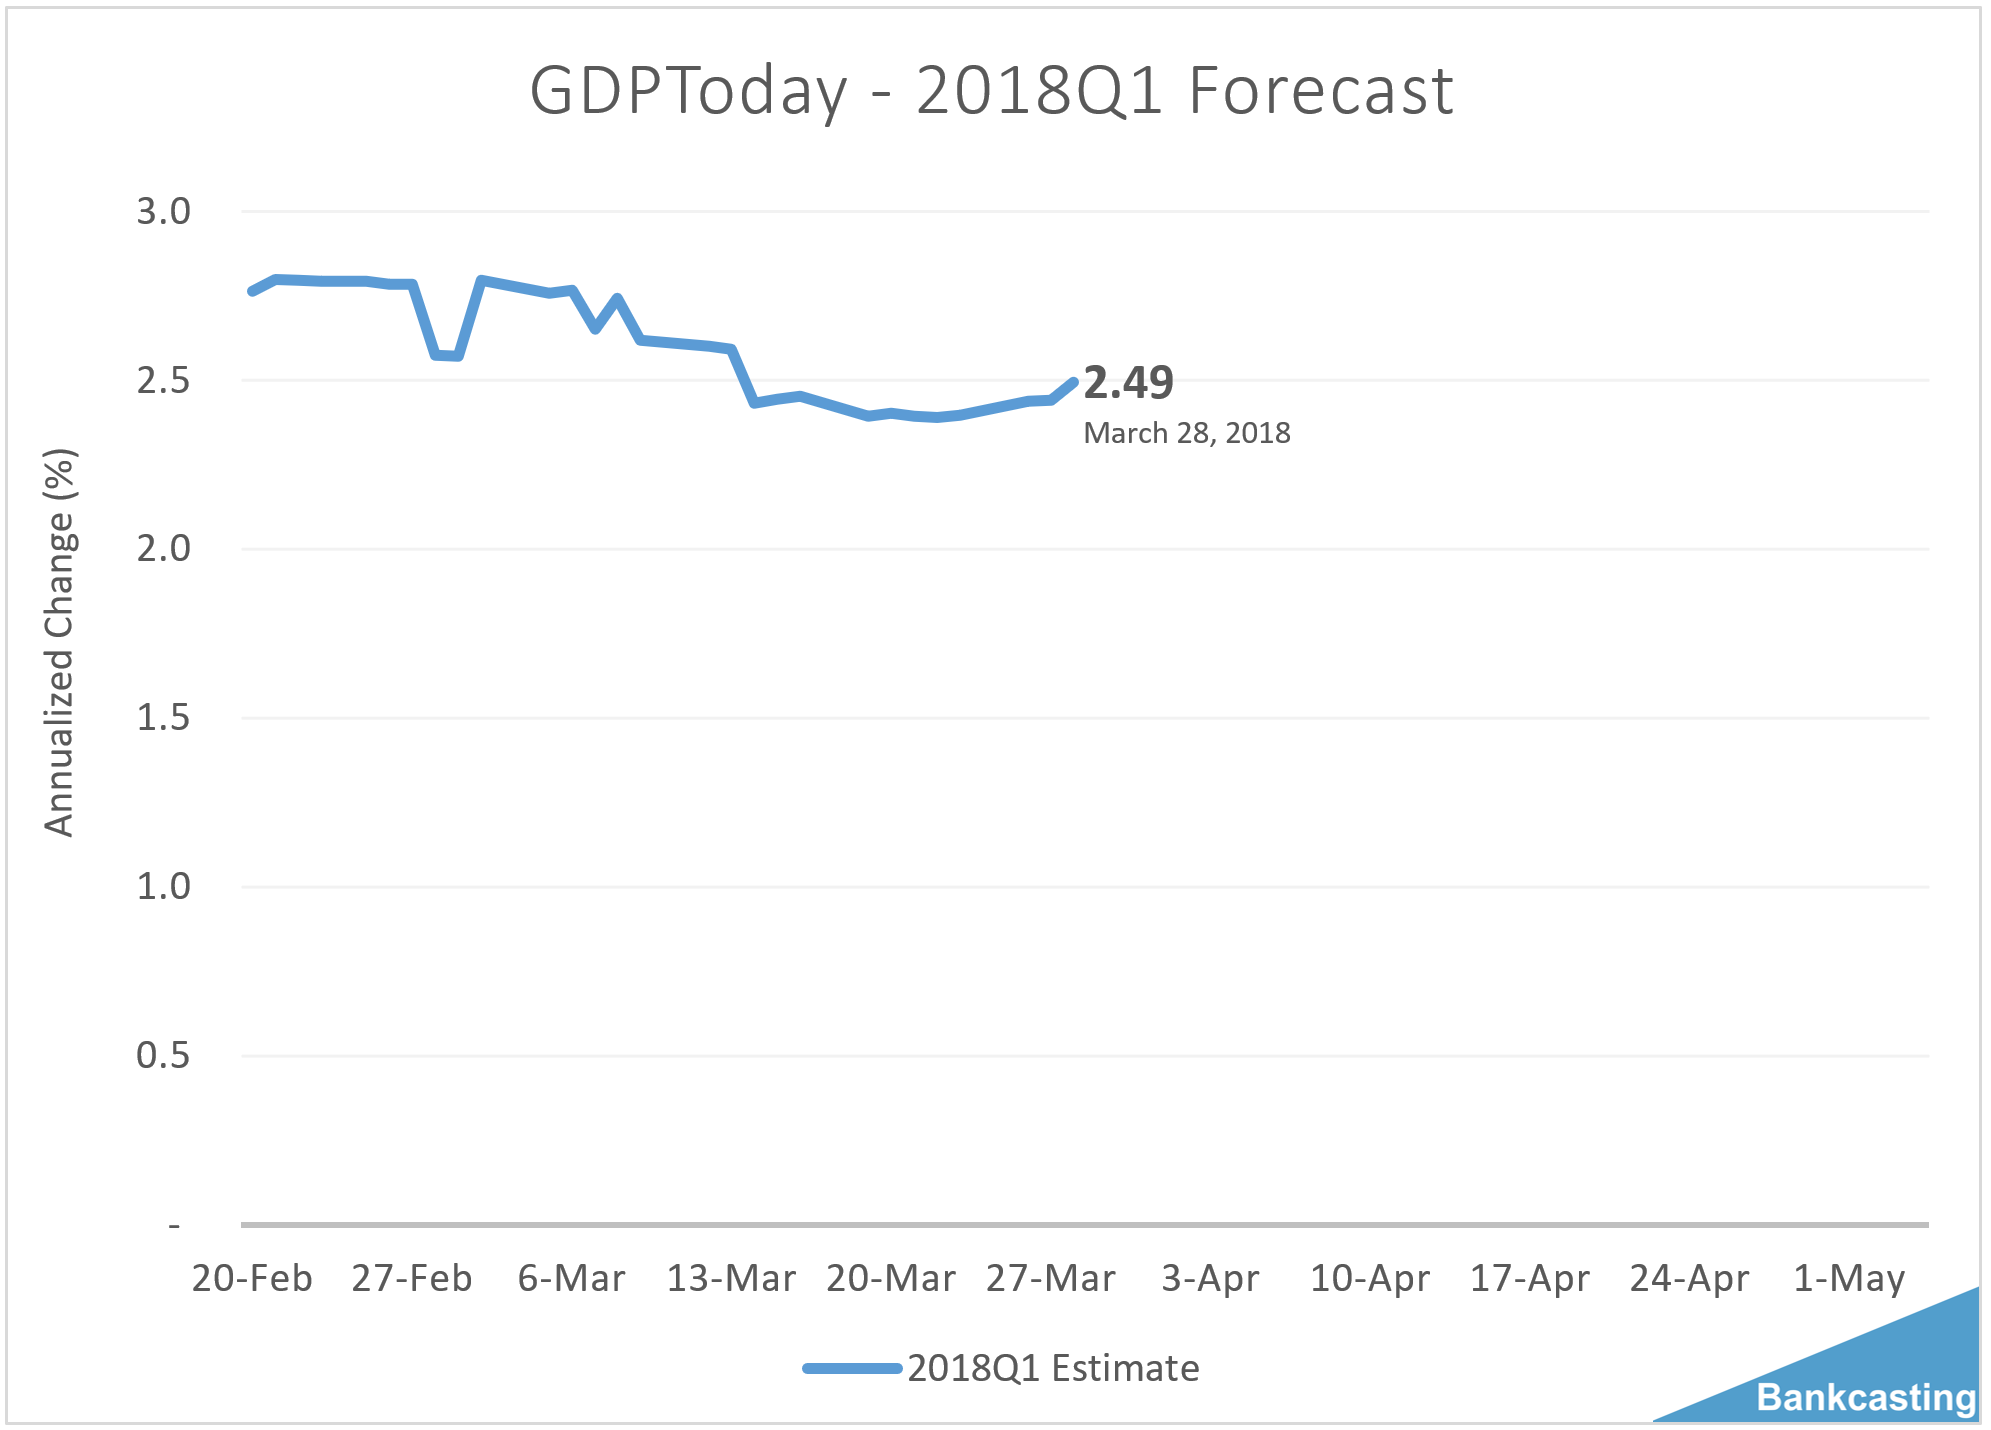 GDPToday - 2018Q1 Forecast
Annualized Change (%)
3.0
2.5
2.0
1.5
1.0
0.5
-
2.49
March 28, 2018
20-Feb 27-Feb 6-Mar 13-Mar 20-Mar 27-Mar 3-Apr 10-Apr 17-Apr 24-Apr 1-May
2018Q1 Estimate
Bankcasting